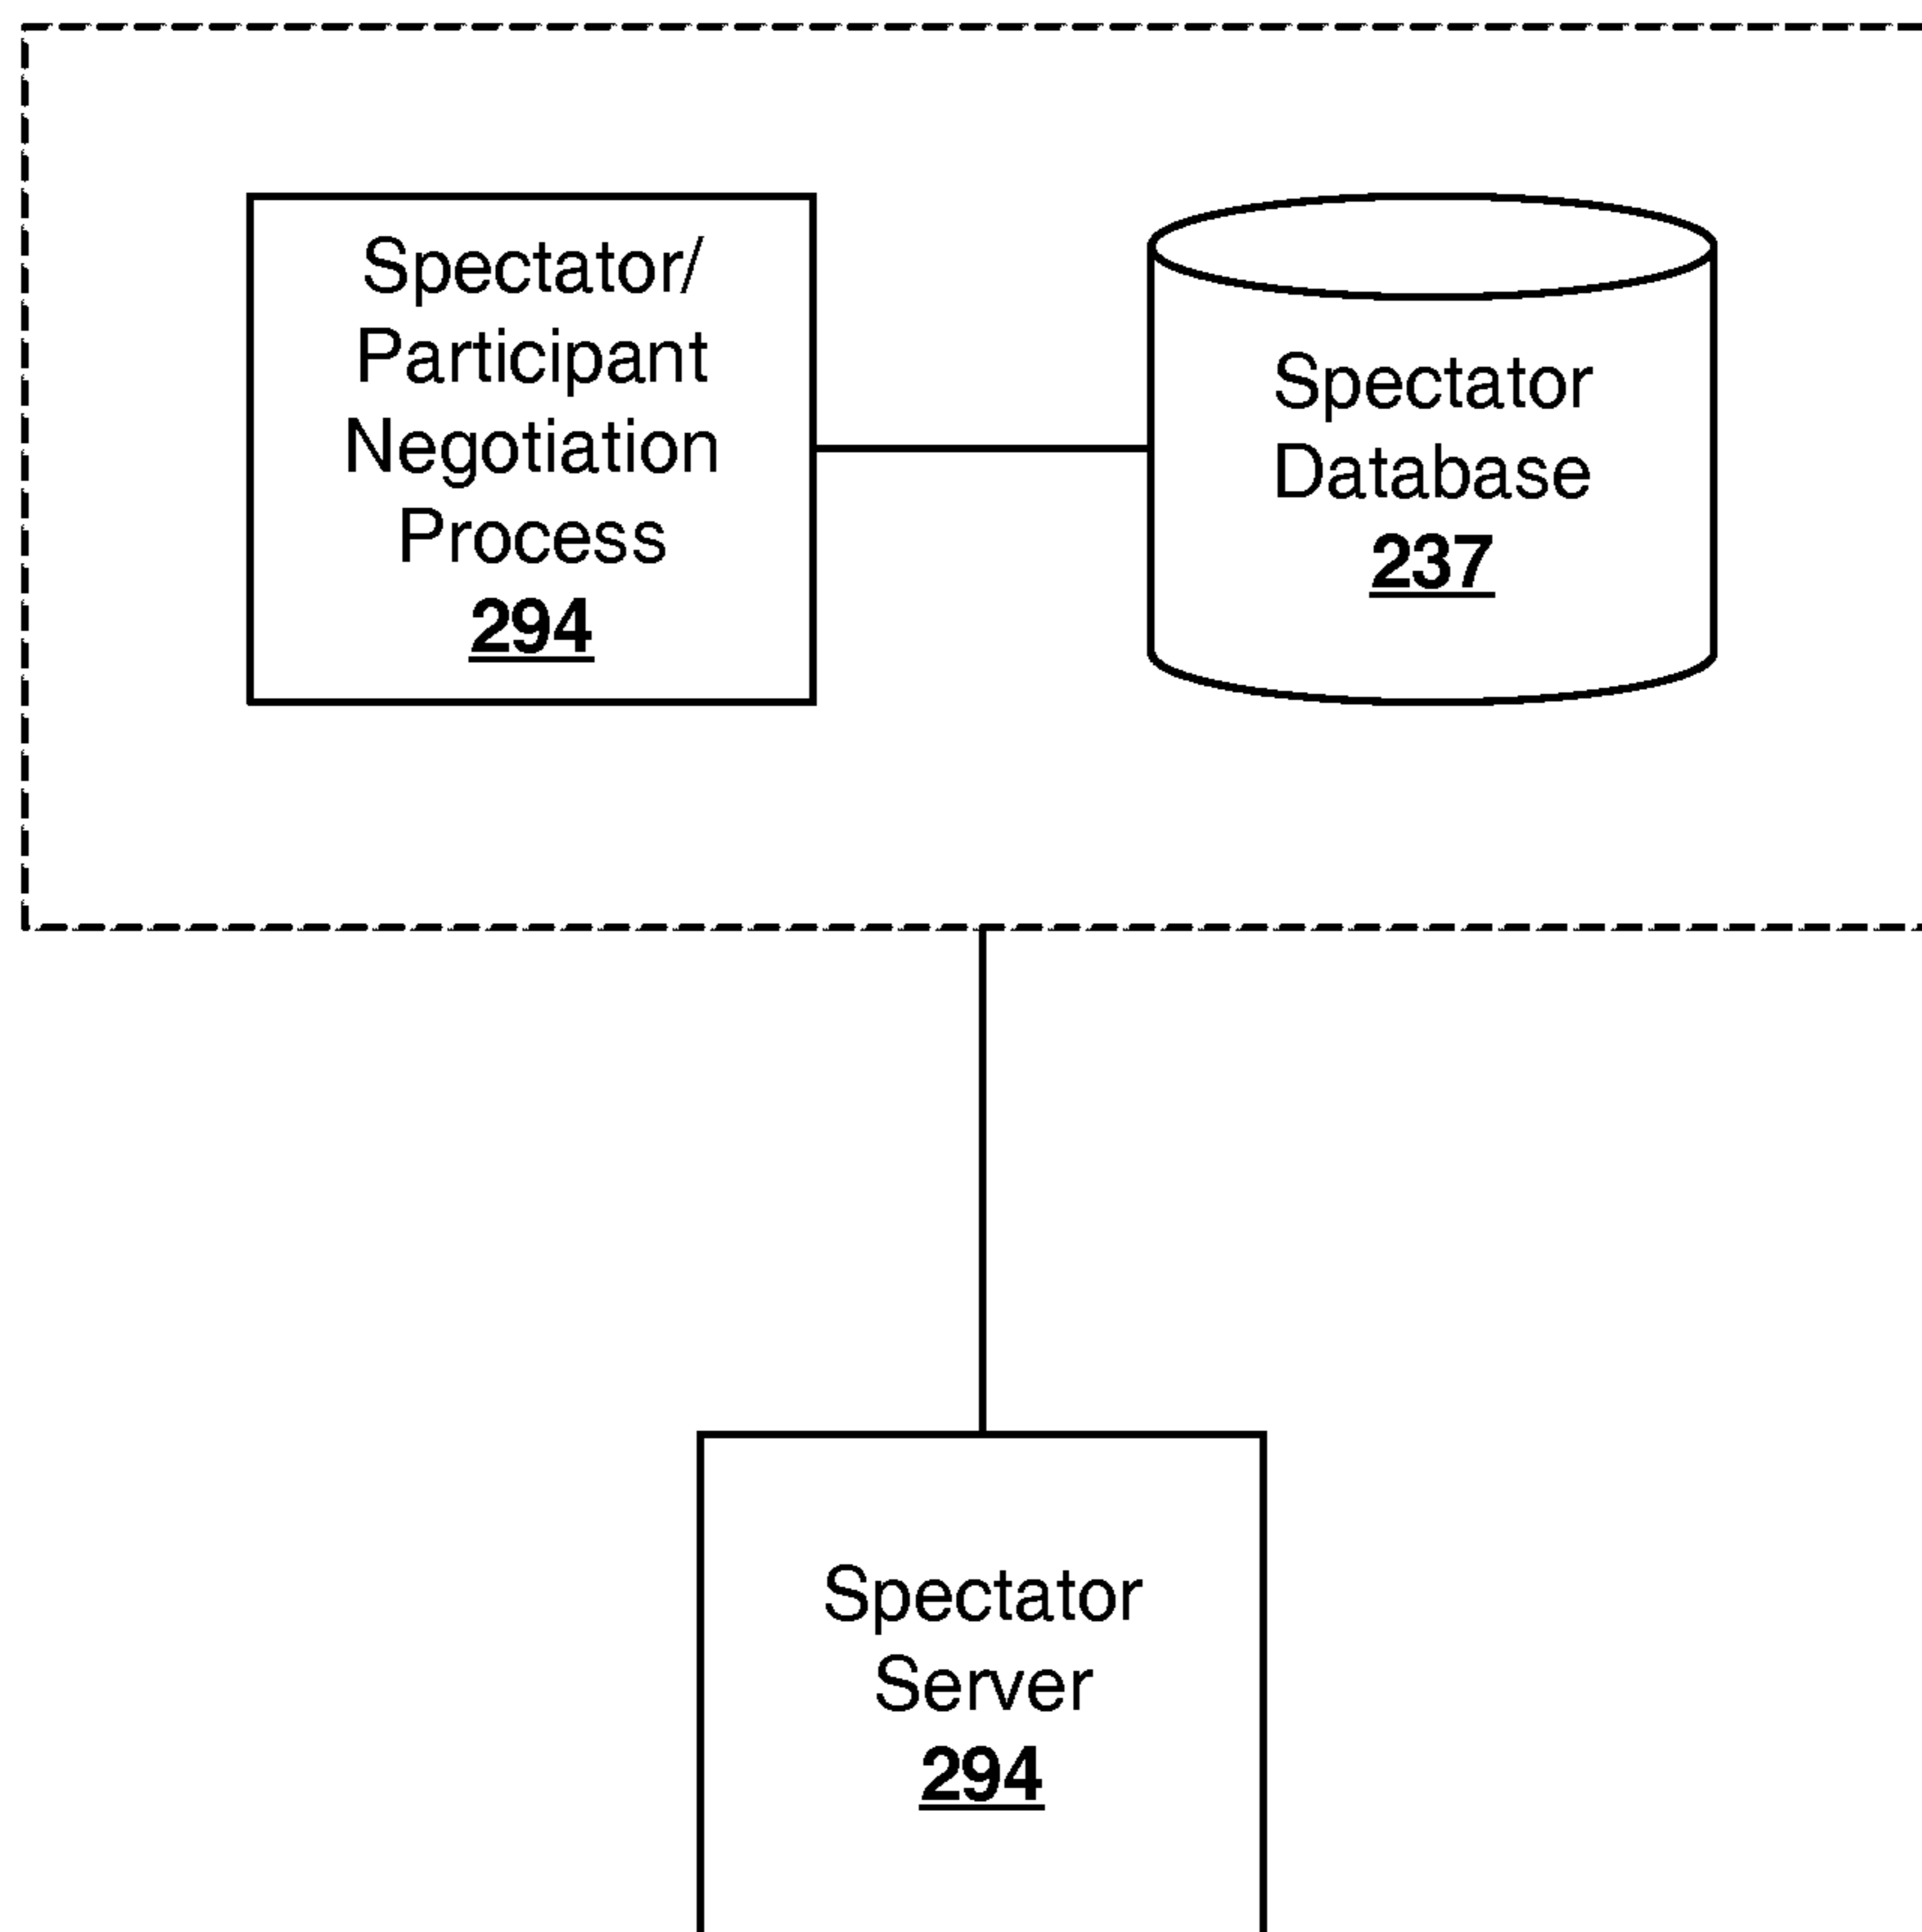 Spectator/
Participant
Negotiation
Process
294
Spectator
Database
237
Spectator
Server
294